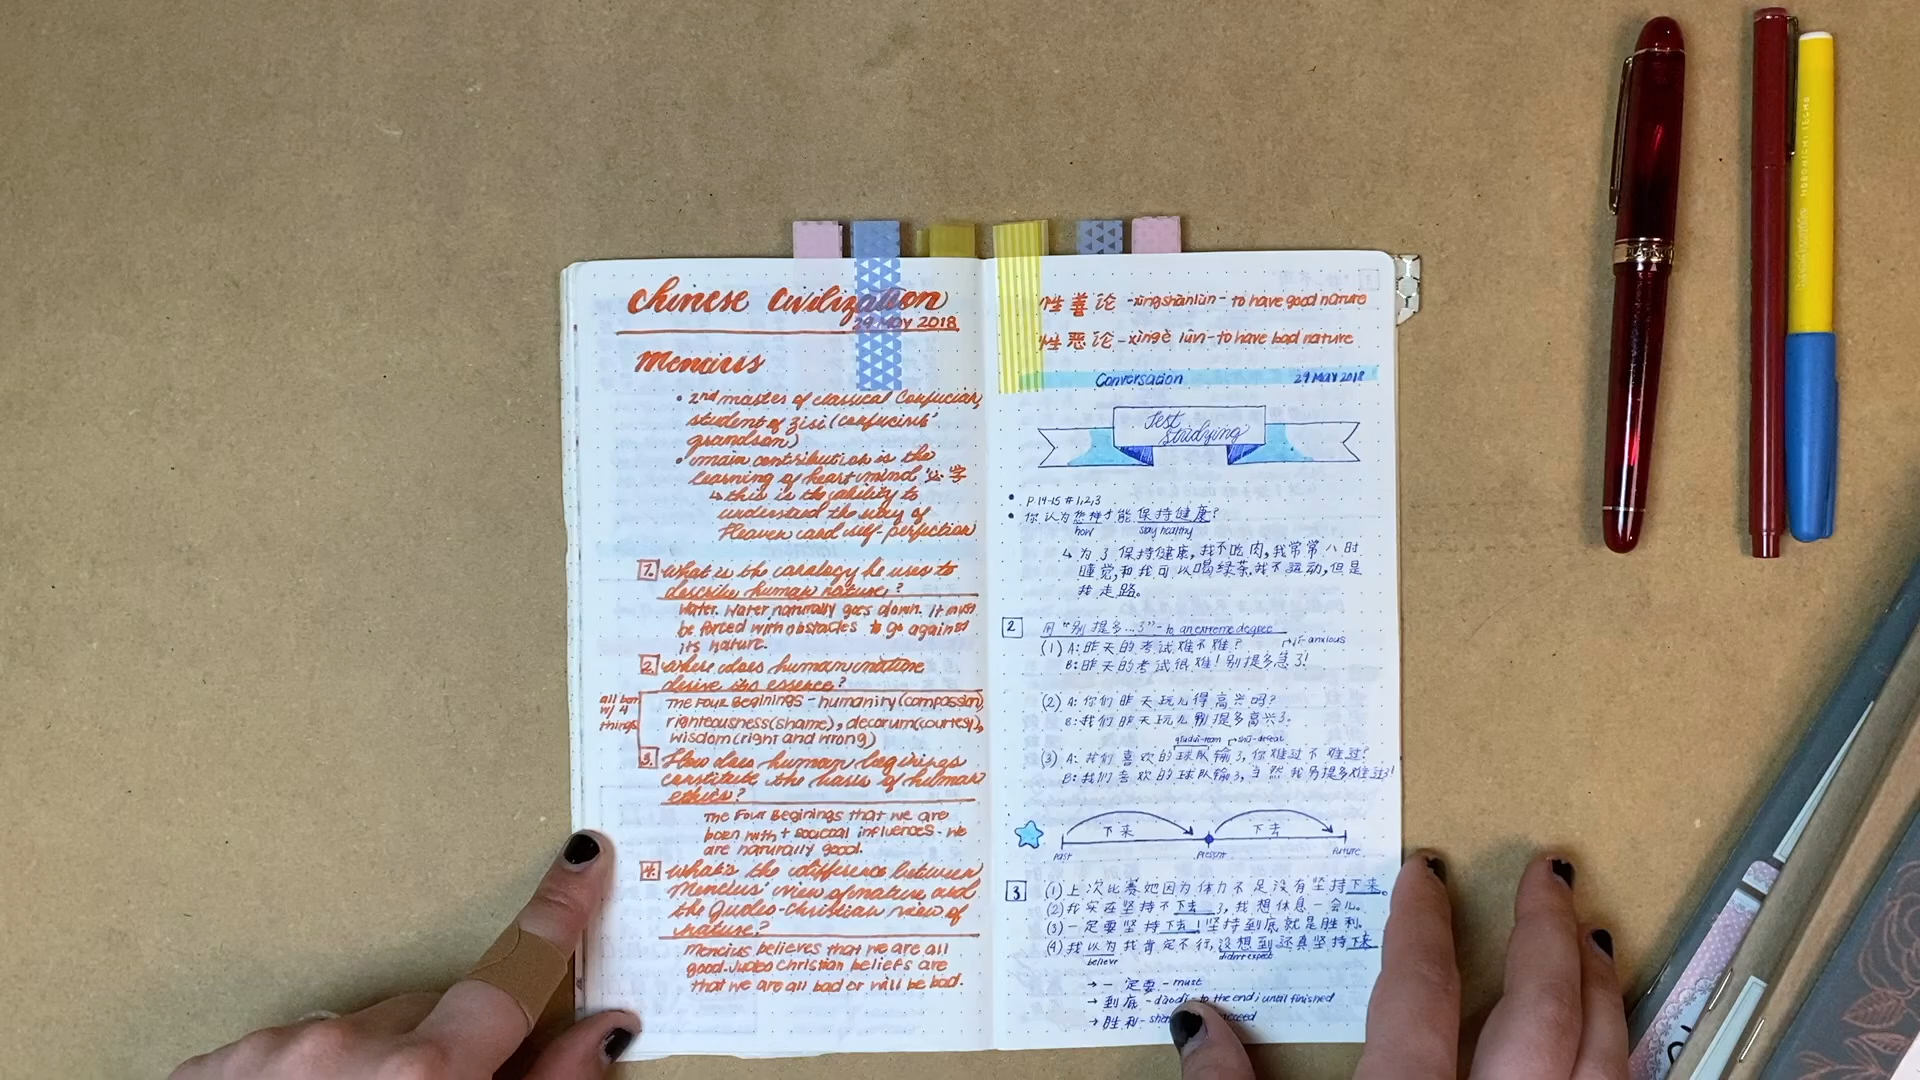 Chinese Civilization
29 May 2018
Mencius
• 2nd master of classical Confucian,
student of Zisi (Confucius'
grandson)
• main contribution is the
learning of heart/mind 心学
↳ this is the ability to
understand the way of
Heaven and self-perfection
1. What is the analogy he uses to
describe human nature?
Water. Water naturally goes down. It must
be forced with obstacles to go against
its nature.
2. Where does human nature
desire its essence?
all born
w/ 4
things
The Four Beginings - humanity (compassion),
righteousness (shame), decorum (courtesy),
wisdom (right and wrong)
3. How does human beginings
constitute the basis of human
ethics?
The Four Beginings that we are
born with + societal influences. We
are naturally good.
4. What's the difference between
Mencius' view of nature and
the Judeo-Christian view of
nature?
Mencius believes that we are all
good. Judeo Christian beliefs are
that we are all bad or will be bad.
性善论 - xìngshànlùn - to have good nature
性恶论 - xìngè lùn - to have bad nature
Conversation 29 May 2018
Test
Studying
• P 14-15 #1,2,3
• 你认为怎样才能保持健康?
how stay healthy
↳ 为了保持健康,我不吃肉,我常常八时
睡觉,和我可以喝绿茶.我不运动,但是
我走路。
2 用 "别提多...了" - to an extreme degree
(1) A: 昨天的考试难不难?
anxious
B: 昨天的考试很难! 别提多急了!
(2) A: 你们昨天玩儿得高兴吗?
B: 我们昨天玩儿别提多高兴了。
team defeat
(3) A: 我们喜欢的球队输了,你难过不难过?
B: 我们喜欢的球队输了,当然我别提多难过了!
下来 下去
Past Present Future
3 (1) 上次比赛她因为体力不足没有坚持下来。
(2) 我实在坚持不下去了,我想休息一会儿。
(3) 一定要坚持下去!坚持到底就是胜利。
(4) 我以为我肯定不行,没想到还真坚持下来
believe didn't expect
→ 一定要 - must
→ 到底 - dàodǐ - to the end; until finished
→ 胜利 -
PLATINUM